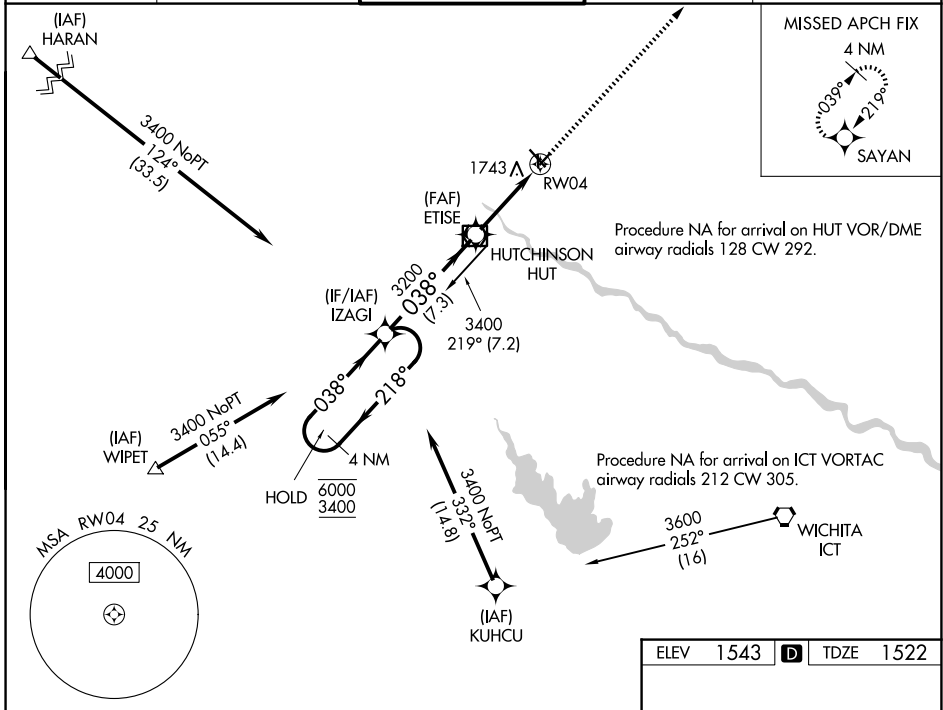 (IAF)
HARAN
3400 NoPT
124°
(33.5)
MISSED APCH FIX
4 NM
039°
219°
SAYAN
1743
RW04
(FAF)
ETISE
HUTCHINSON
HUT
Procedure NA for arrival on HUT VOR/DME
airway radials 128 CW 292.
3200
038°
(7.3)
(IF/IAF)
IZAGI
3400
219° (7.2)
038°
218°
3400 NoPT
055°
(14.4)
(IAF)
WIPET
4 NM
HOLD
6000
3400
3400 NoPT
332°
(14.8)
Procedure NA for arrival on ICT VORTAC
airway radials 212 CW 305.
3600
252°
(16)
WICHITA
ICT
MSA RW04 25 NM
4000
(IAF)
KUHCU
ELEV 1543 D TDZE 1522